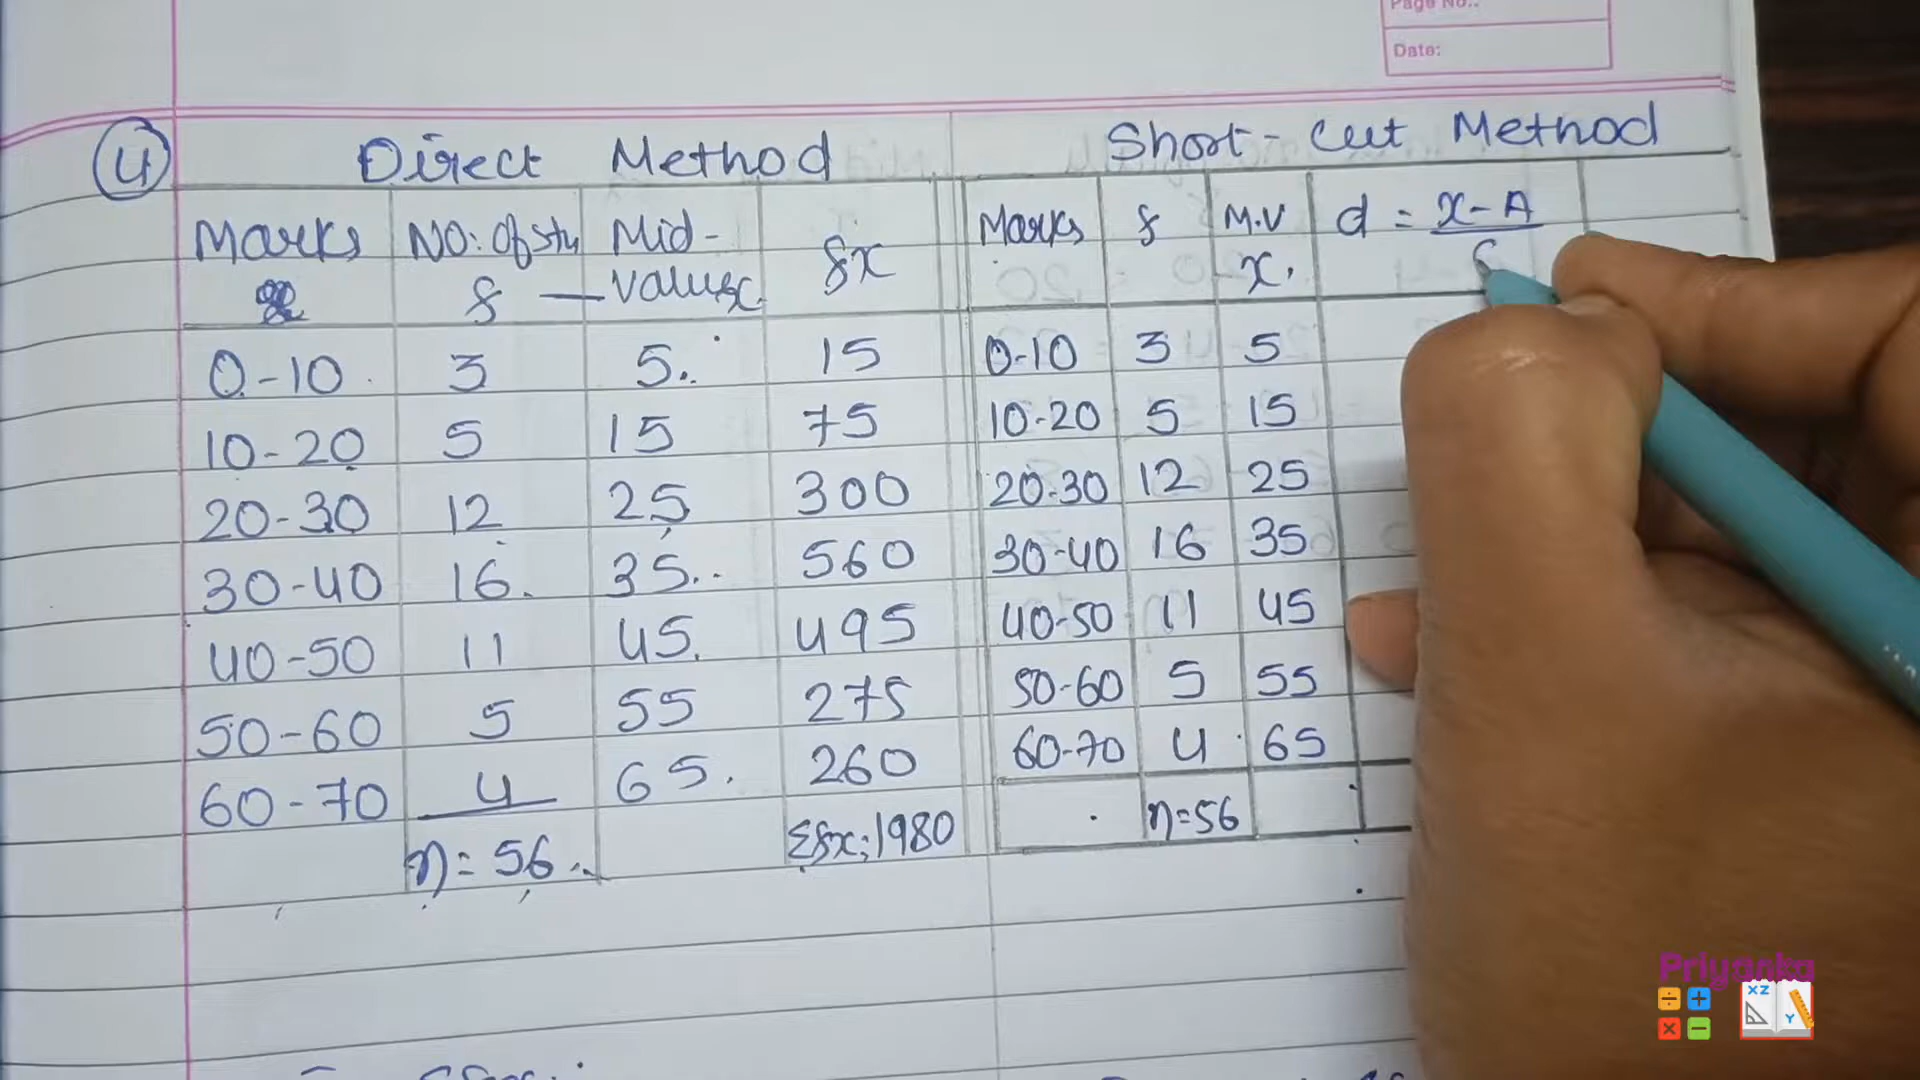 Page No.:
Date:
4 Direct Method Short-Cut Method
Marks No: of stu Mid- fx Marks f M.V d = x-A
f values x x. C
0-10 3 5. 15 0-10 3 5
10-20 5 15 75 10-20 5 15
20-30 12 25 300 20-30 12 25
30-40 16. 35.. 560 30-40 16 35
40-50 11 45. 495 40-50 11 45
50-60 5 55 275 50-60 5 55
60-70 4 65. 260 60-70 4 65
n = 56 Σfx = 1980 n=56
Priyanka
XZ
Y